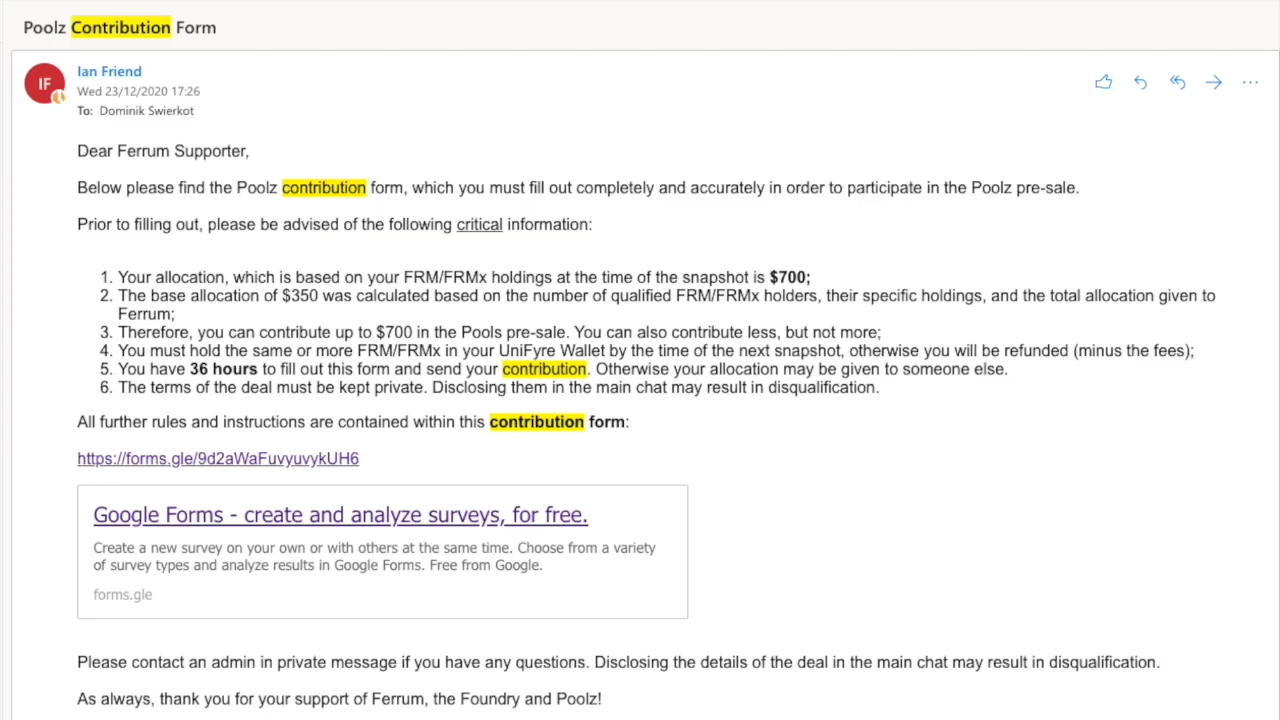 Poolz Contribution Form
IF
Ian Friend
Wed 23/12/2020 17:26
To: Dominik Swierkot
Dear Ferrum Supporter,
Below please find the Poolz contribution form, which you must fill out completely and accurately in order to participate in the Poolz pre-sale.
Prior to filling out, please be advised of the following critical information:
1. Your allocation, which is based on your FRM/FRMx holdings at the time of the snapshot is $700;
2. The base allocation of $350 was calculated based on the number of qualified FRM/FRMx holders, their specific holdings, and the total allocation given to
Ferrum;
3. Therefore, you can contribute up to $700 in the Pools pre-sale. You can also contribute less, but not more;
4. You must hold the same or more FRM/FRMx in your UniFyre Wallet by the time of the next snapshot, otherwise you will be refunded (minus the fees);
5. You have 36 hours to fill out this form and send your contribution. Otherwise your allocation may be given to someone else.
6. The terms of the deal must be kept private. Disclosing them in the main chat may result in disqualification.
All further rules and instructions are contained within this contribution form:
https://forms.gle/9d2aWaFuvyuvykUH6
Google Forms - create and analyze surveys, for free.
Create a new survey on your own or with others at the same time. Choose from a variety
of survey types and analyze results in Google Forms. Free from Google.
forms.gle
Please contact an admin in private message if you have any questions. Disclosing the details of the deal in the main chat may result in disqualification.
As always, thank you for your support of Ferrum, the Foundry and Poolz!